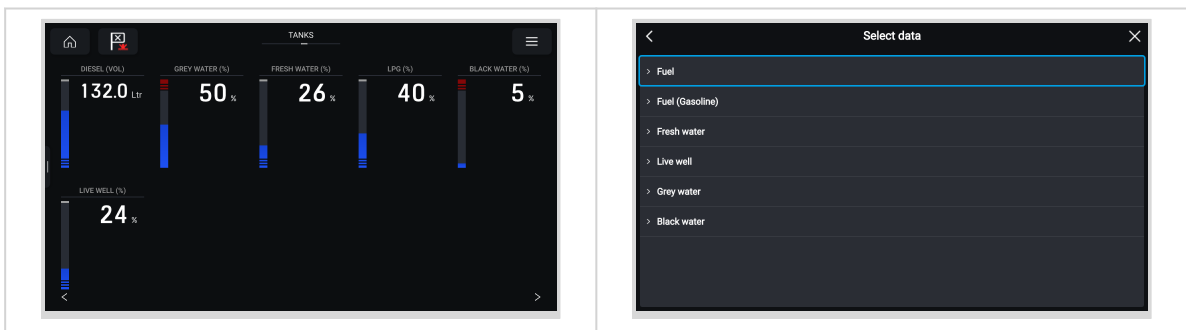 TANKS
DIESEL (VOL)
GREY WATER (%)
FRESH WATER (%)
LPG (%)
BLACK WATER (%)
132.0 Ltr
50 %
26 %
40 %
5 %
LIVE WELL (%)
24 %
Select data
Fuel
Fuel (Gasoline)
Fresh water
Live well
Grey water
Black water